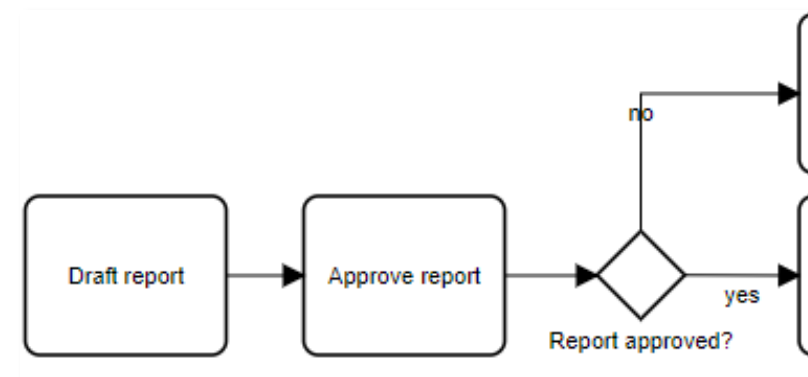 no
Draft report
Approve report
yes
Report approved?